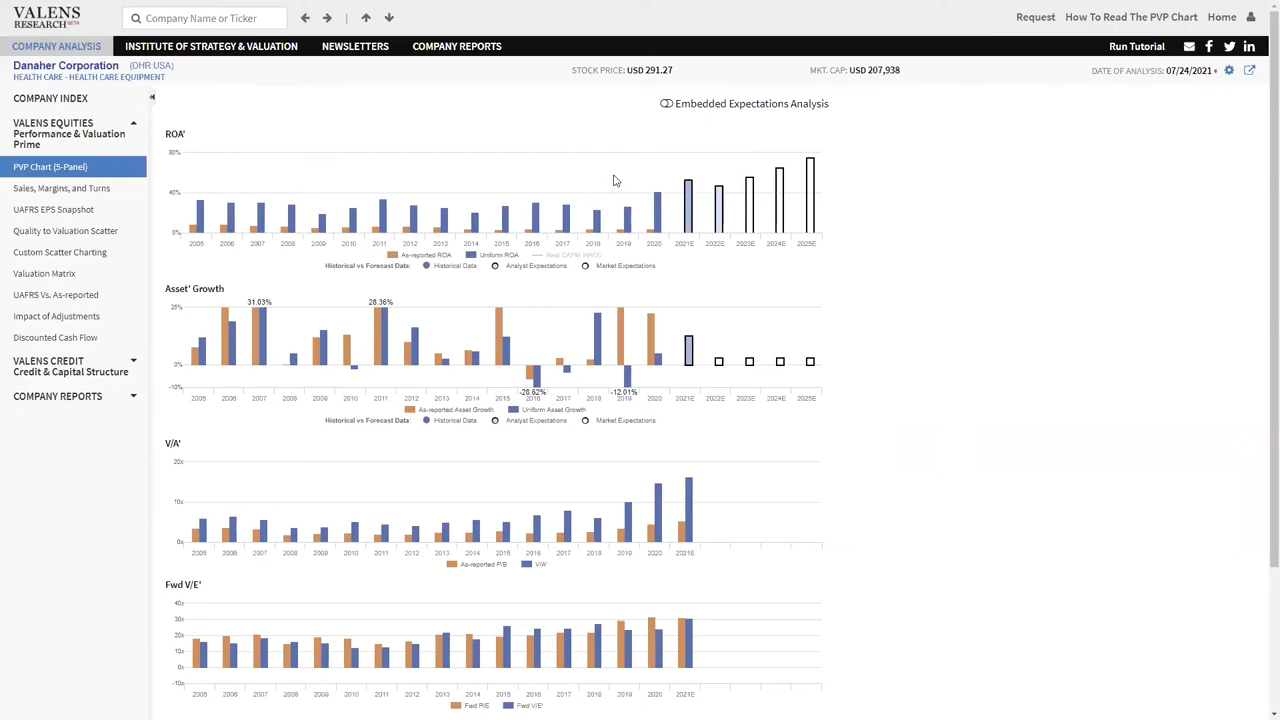 VALENS
RESEARCH BETA
Company Name or Ticker
Request How To Read The PVP Chart Home
COMPANY ANALYSIS INSTITUTE OF STRATEGY & VALUATION NEWSLETTERS COMPANY REPORTS Run Tutorial
Danaher Corporation (DHR:USA)
HEALTH CARE - HEALTH CARE EQUIPMENT
STOCK PRICE: USD 291.27 MKT. CAP: USD 207,938 DATE OF ANALYSIS: 07/24/2021
COMPANY INDEX
VALENS EQUITIES
Performance & Valuation
Prime
PVP Chart (5-Panel)
Sales, Margins, and Turns
UAFRS EPS Snapshot
Quality to Valuation Scatter
Custom Scatter Charting
Valuation Matrix
UAFRS Vs. As-reported
Impact of Adjustments
Discounted Cash Flow
VALENS CREDIT
Credit & Capital Structure
COMPANY REPORTS
Embedded Expectations Analysis
ROA'
80%
40%
0%
2005 2006 2007 2008 2009 2010 2011 2012 2013 2014 2015 2016 2017 2018 2019 2020 2021E 2022E 2023E 2024E 2025E
As-reported ROA Uniform ROA Real CAPM WACC
Historical vs Forecast Data: Historical Data Analyst Expectations Market Expectations
Asset' Growth
31.03% 28.36%
25%
0%
-10%
-28.62% -12.01%
2005 2006 2007 2008 2009 2010 2011 2012 2013 2014 2015 2016 2017 2018 2019 2020 2021E 2022E 2023E 2024E 2025E
As-reported Asset Growth Uniform Asset Growth
Historical vs Forecast Data: Historical Data Analyst Expectations Market Expectations
V/A'
20x
10x
0x
2005 2006 2007 2008 2009 2010 2011 2012 2013 2014 2015 2016 2017 2018 2019 2020 2021E
As-reported P/B V/A'
Fwd V/E'
40x
30x
20x
10x
0x
-10x
2005 2006 2007 2008 2009 2010 2011 2012 2013 2014 2015 2016 2017 2018 2019 2020 2021E
Fwd P/E Fwd V/E'